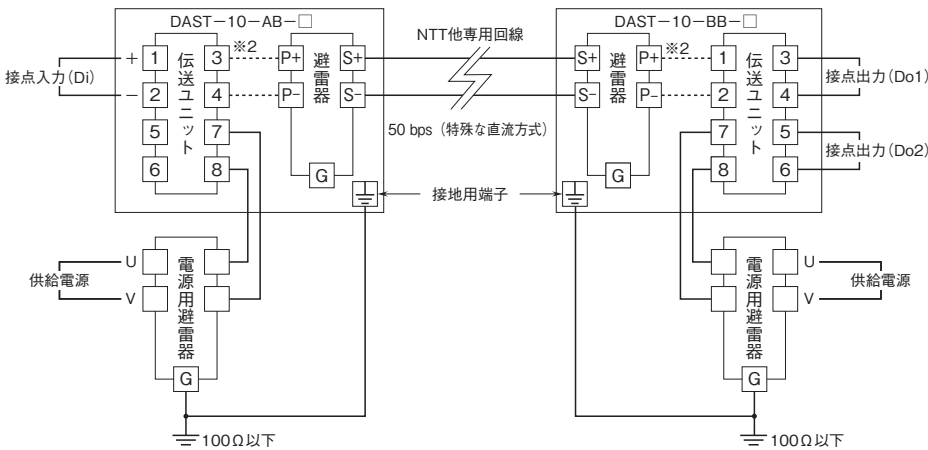 DAST−10−AB−□
DAST−10−BB−□
NTT他専用回線
50 bps（特殊な直流方式）
接点入力（Di）
+
−
1
2
5
6
伝送ユニット
3
4
7
8
※2
P+
P−
避雷器
S+
S−
G
接地用端子
S+
S−
避雷器
P+
P−
G
※2
1
2
7
8
伝送ユニット
3
4
5
6
接点出力（Do1）
接点出力（Do2）
供給電源
U
V
電源用避雷器
G
100Ω以下
電源用避雷器
U
V
供給電源
G
100Ω以下